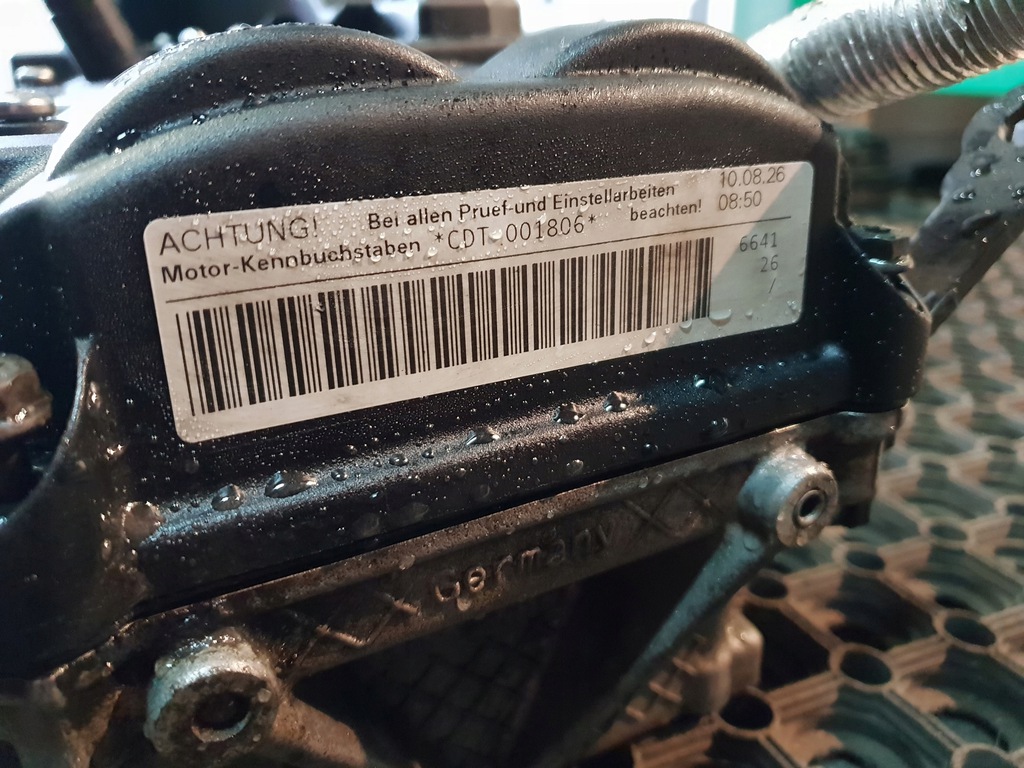 ACHTUNG! Bei allen Pruef-und Einstellarbeiten 10.08.26
Motor-Kennbuchstaben *CDT 001806* beachten! 08:50
6641
26
/
Germany